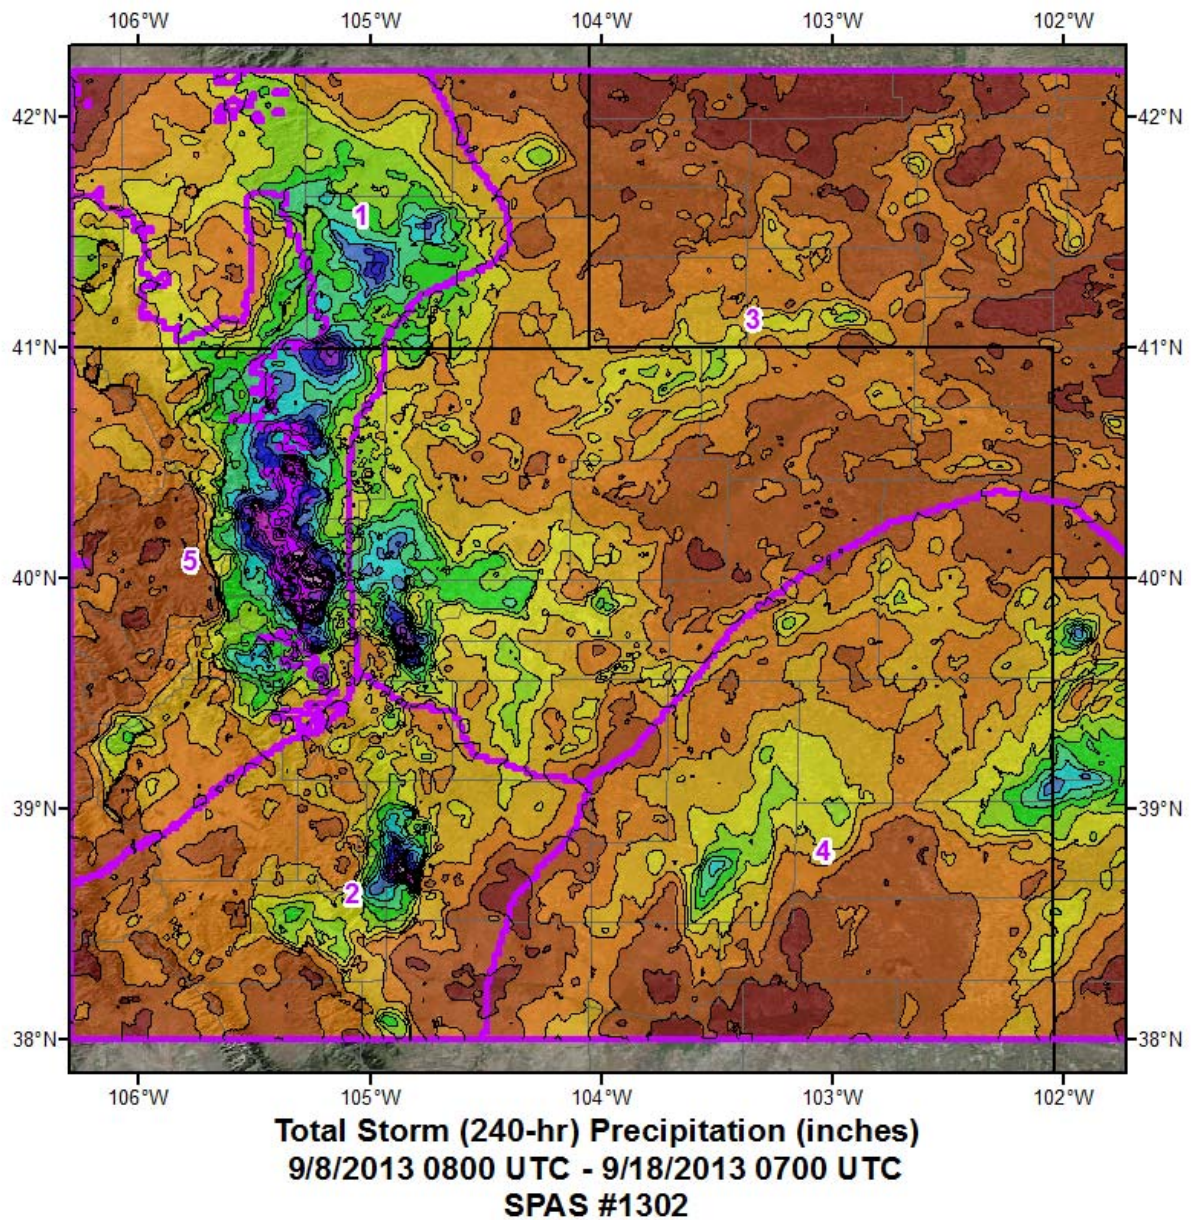 106°W 105°W 104°W 103°W 102°W
42°N 42°N
1
3
41°N 41°N
5
40°N 40°N
39°N 39°N
4
2
38°N 38°N
106°W 105°W 104°W 103°W 102°W
Total Storm (240-hr) Precipitation (inches)
9/8/2013 0800 UTC - 9/18/2013 0700 UTC
SPAS #1302